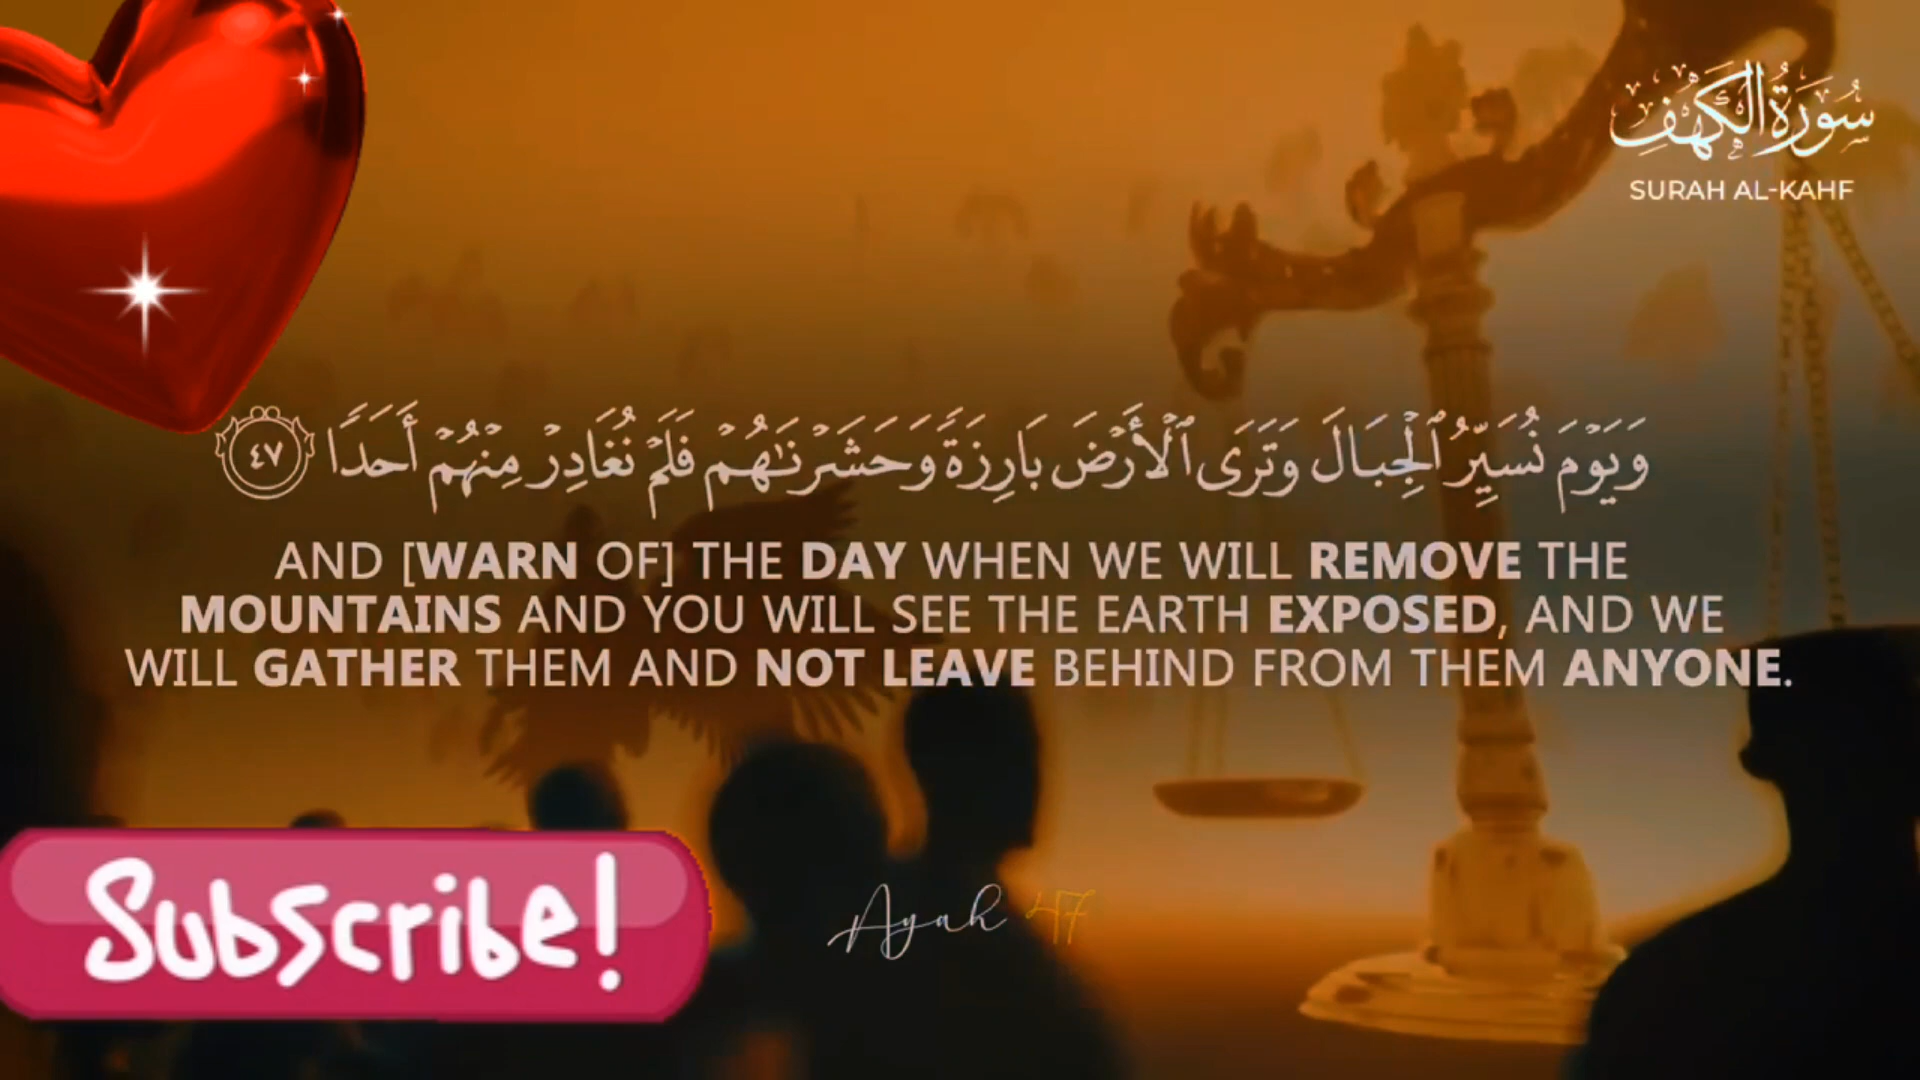 سُورَةُ الكَهْفِ
SURAH AL-KAHF
وَيَوْمَ نُسَيِّرُ ٱلْجِبَالَ وَتَرَى ٱلْأَرْضَ بَارِزَةً وَحَشَرْنَـٰهُمْ فَلَمْ نُغَادِرْ مِنْهُمْ أَحَدًا ٤٧
AND [WARN OF] THE DAY WHEN WE WILL REMOVE THE
MOUNTAINS AND YOU WILL SEE THE EARTH EXPOSED, AND WE
WILL GATHER THEM AND NOT LEAVE BEHIND FROM THEM ANYONE.
Subscribe!
Ayah 47